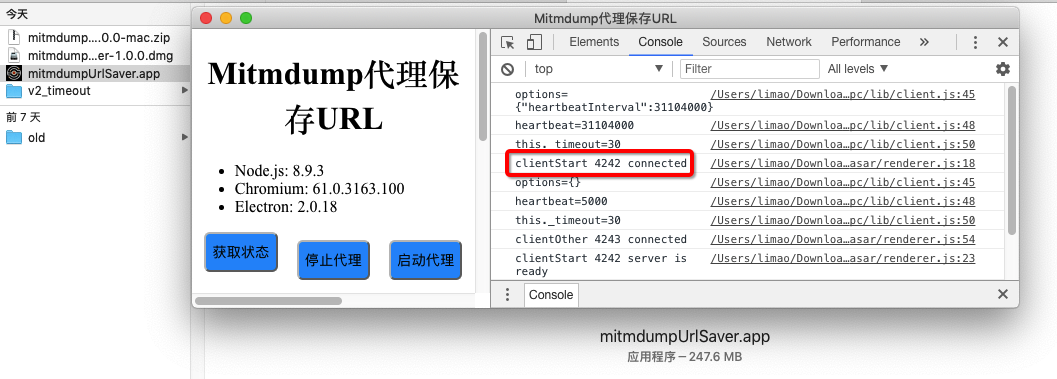 今天
mitmdump....0.0-mac.zip
mitmdump...er-1.0.0.dmg
mitmdumpUrlSaver.app
v2_timeout
前 7 天
old
Mitmdump代理保存URL
Mitmdump代理保
存URL
Node.js: 8.9.3
Chromium: 61.0.3163.100
Electron: 2.0.18
获取状态
停止代理
启动代理
Elements Console Sources Network Performance »
top Filter All levels
options= /Users/limao/Downloa…pc/lib/client.js:45
{"heartbeatInterval":31104000}
heartbeat=31104000 /Users/limao/Downloa…pc/lib/client.js:48
this._timeout=30 /Users/limao/Downloa…pc/lib/client.js:50
clientStart 4242 connected /Users/limao/Downloa…asar/renderer.js:18
options={} /Users/limao/Downloa…pc/lib/client.js:45
heartbeat=5000 /Users/limao/Downloa…pc/lib/client.js:48
this._timeout=30 /Users/limao/Downloa…pc/lib/client.js:50
clientOther 4243 connected /Users/limao/Downloa…asar/renderer.js:54
clientStart 4242 server is /Users/limao/Downloa…asar/renderer.js:23
ready
Console
mitmdumpUrlSaver.app
应用程序 – 247.6 MB